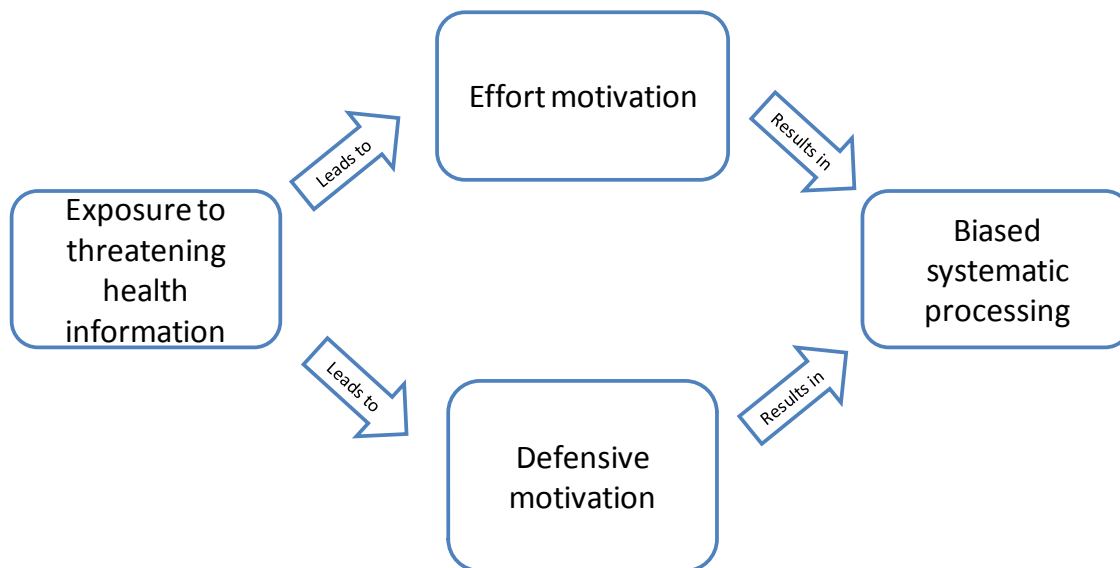 Effort motivation
Leads to
Results in
Exposure to
threatening
health
information
Biased
systematic
processing
Leads to
Results in
Defensive
motivation